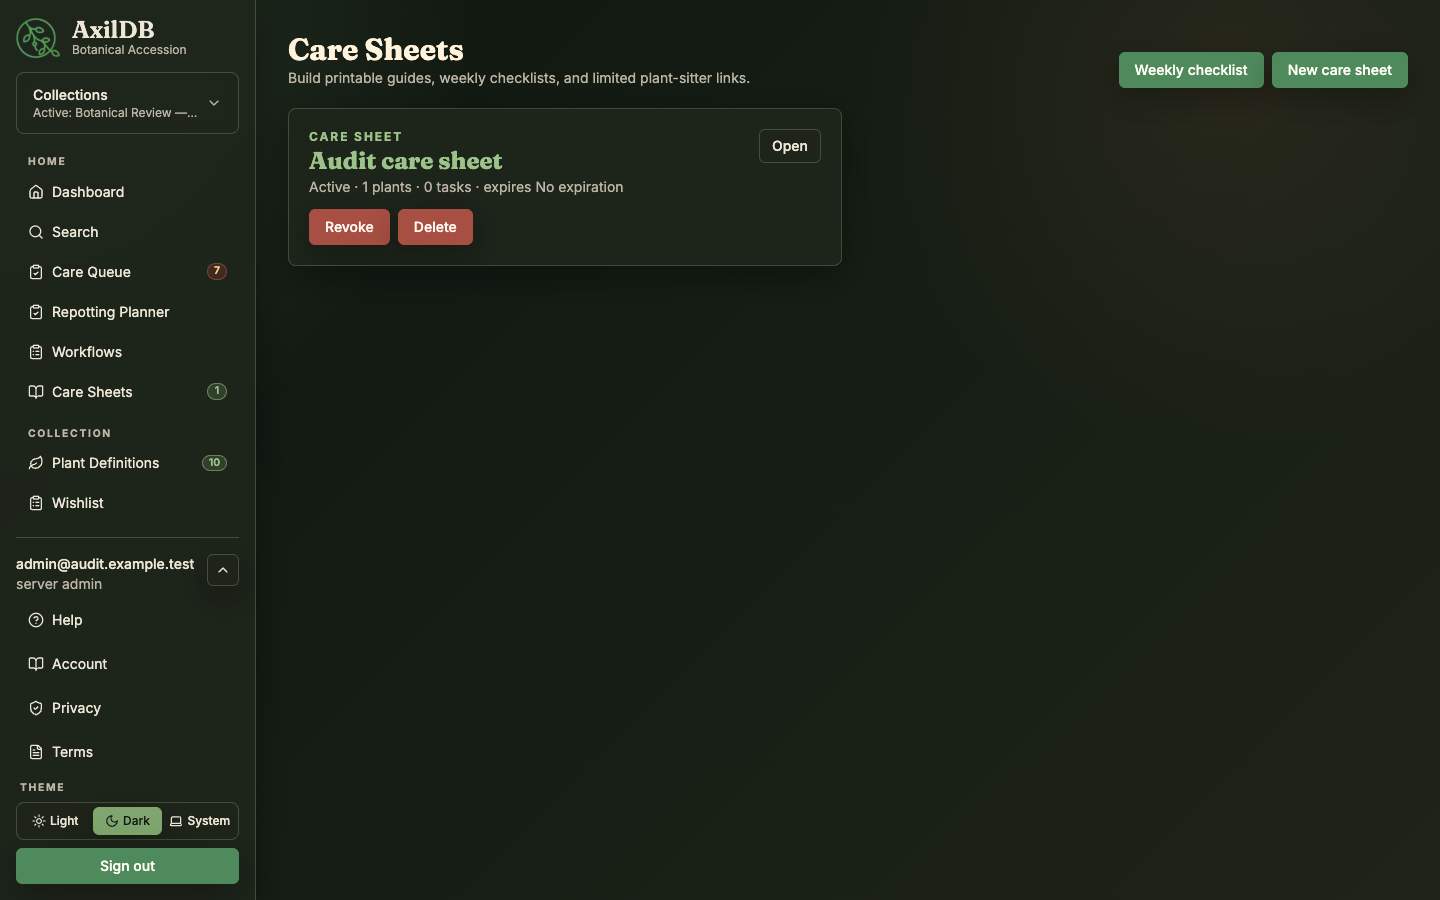 AxilDB
Botanical Accession
Collections
Active: Botanical Review —...
HOME
Dashboard
Search
Care Queue 7
Repotting Planner
Workflows
Care Sheets 1
COLLECTION
Plant Definitions 10
Wishlist
admin@audit.example.test
server admin
Help
Account
Privacy
Terms
THEME
Light Dark System
Sign out
Care Sheets
Build printable guides, weekly checklists, and limited plant-sitter links.
Weekly checklist New care sheet
CARE SHEET
Audit care sheet
Open
Active · 1 plants · 0 tasks · expires No expiration
Revoke Delete